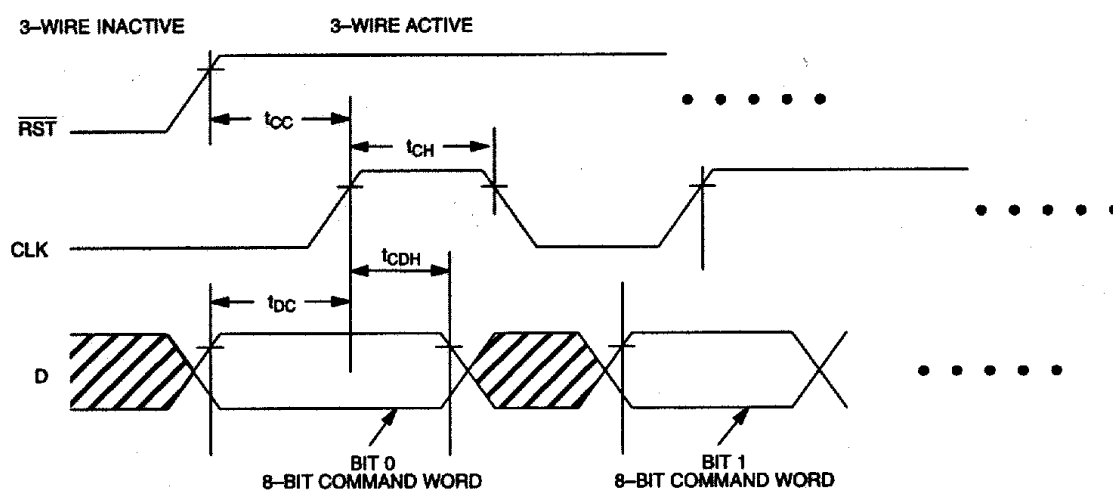 3–WIRE INACTIVE
3–WIRE ACTIVE
RST
tCC
tCH
CLK
tCDH
tDC
D
BIT 0
8–BIT COMMAND WORD
BIT 1
8–BIT COMMAND WORD